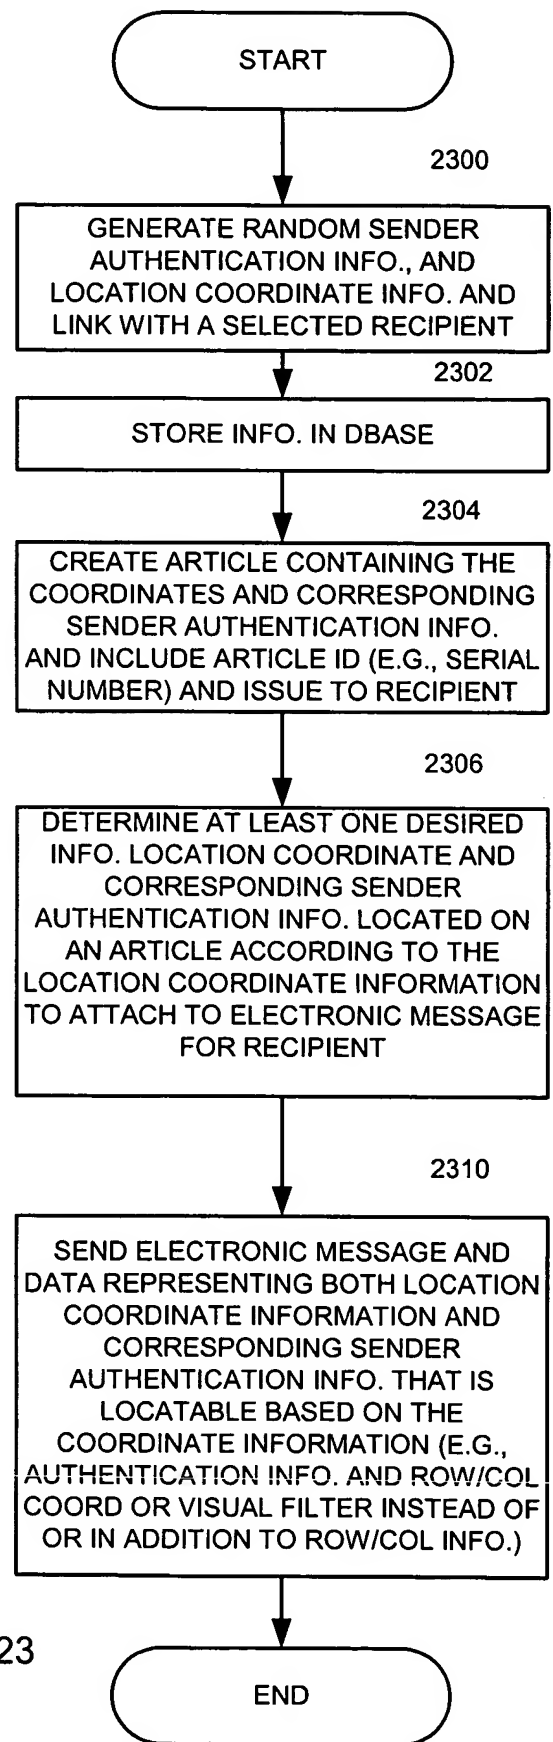 START
2300
GENERATE RANDOM SENDER
AUTHENTICATION INFO., AND
LOCATION COORDINATE INFO. AND
LINK WITH A SELECTED RECIPIENT
2302
STORE INFO. IN DBASE
2304
CREATE ARTICLE CONTAINING THE
COORDINATES AND CORRESPONDING
SENDER AUTHENTICATION INFO.
AND INCLUDE ARTICLE ID (E.G., SERIAL
NUMBER) AND ISSUE TO RECIPIENT
2306
DETERMINE AT LEAST ONE DESIRED
INFO. LOCATION COORDINATE AND
CORRESPONDING SENDER
AUTHENTICATION INFO. LOCATED ON
AN ARTICLE ACCORDING TO THE
LOCATION COORDINATE INFORMATION
TO ATTACH TO ELECTRONIC MESSAGE
FOR RECIPIENT
2310
SEND ELECTRONIC MESSAGE AND
DATA REPRESENTING BOTH LOCATION
COORDINATE INFORMATION AND
CORRESPONDING SENDER
AUTHENTICATION INFO. THAT IS
LOCATABLE BASED ON THE
COORDINATE INFORMATION (E.G.,
AUTHENTICATION INFO. AND ROW/COL
COORD OR VISUAL FILTER INSTEAD OF
OR IN ADDITION TO ROW/COL INFO.)
23
END